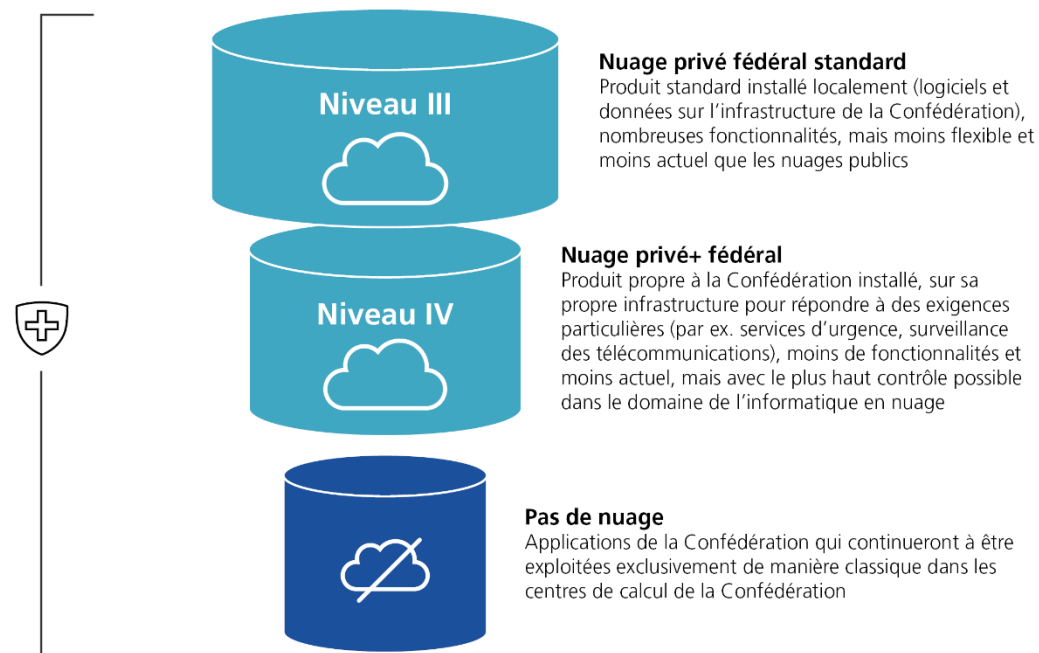 Niveau III
Nuage privé fédéral standard
Produit standard installé localement (logiciels et
données sur l’infrastructure de la Confédération),
nombreuses fonctionnalités, mais moins flexible et
moins actuel que les nuages publics
Niveau IV
Nuage privé+ fédéral
Produit propre à la Confédération installé, sur sa
propre infrastructure pour répondre à des exigences
particulières (par ex. services d’urgence, surveillance
des télécommunications), moins de fonctionnalités et
moins actuel, mais avec le plus haut contrôle possible
dans le domaine de l’informatique en nuage
Pas de nuage
Applications de la Confédération qui continueront à être
exploitées exclusivement de manière classique dans les
centres de calcul de la Confédération